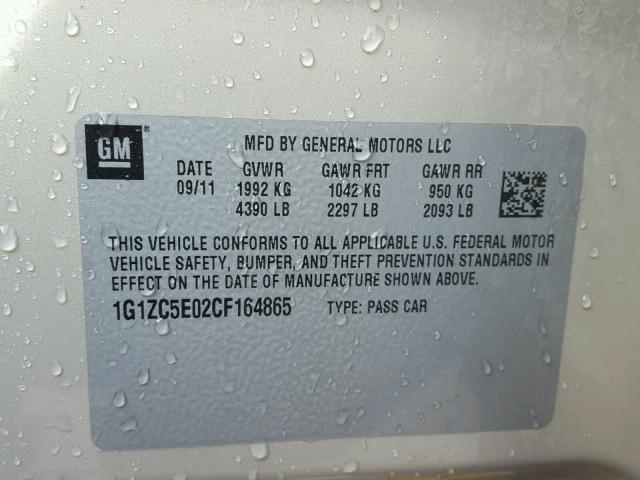 GM®
MFD BY GENERAL MOTORS LLC
DATE GVWR GAWR FRT GAWR RR
09/11 1992 KG 1042 KG 950 KG
4390 LB 2297 LB 2093 LB
THIS VEHICLE CONFORMS TO ALL APPLICABLE U.S. FEDERAL MOTOR
VEHICLE SAFETY, BUMPER, AND THEFT PREVENTION STANDARDS IN
EFFECT ON THE DATE OF MANUFACTURE SHOWN ABOVE.
1G1ZC5E02CF164865 TYPE: PASS CAR